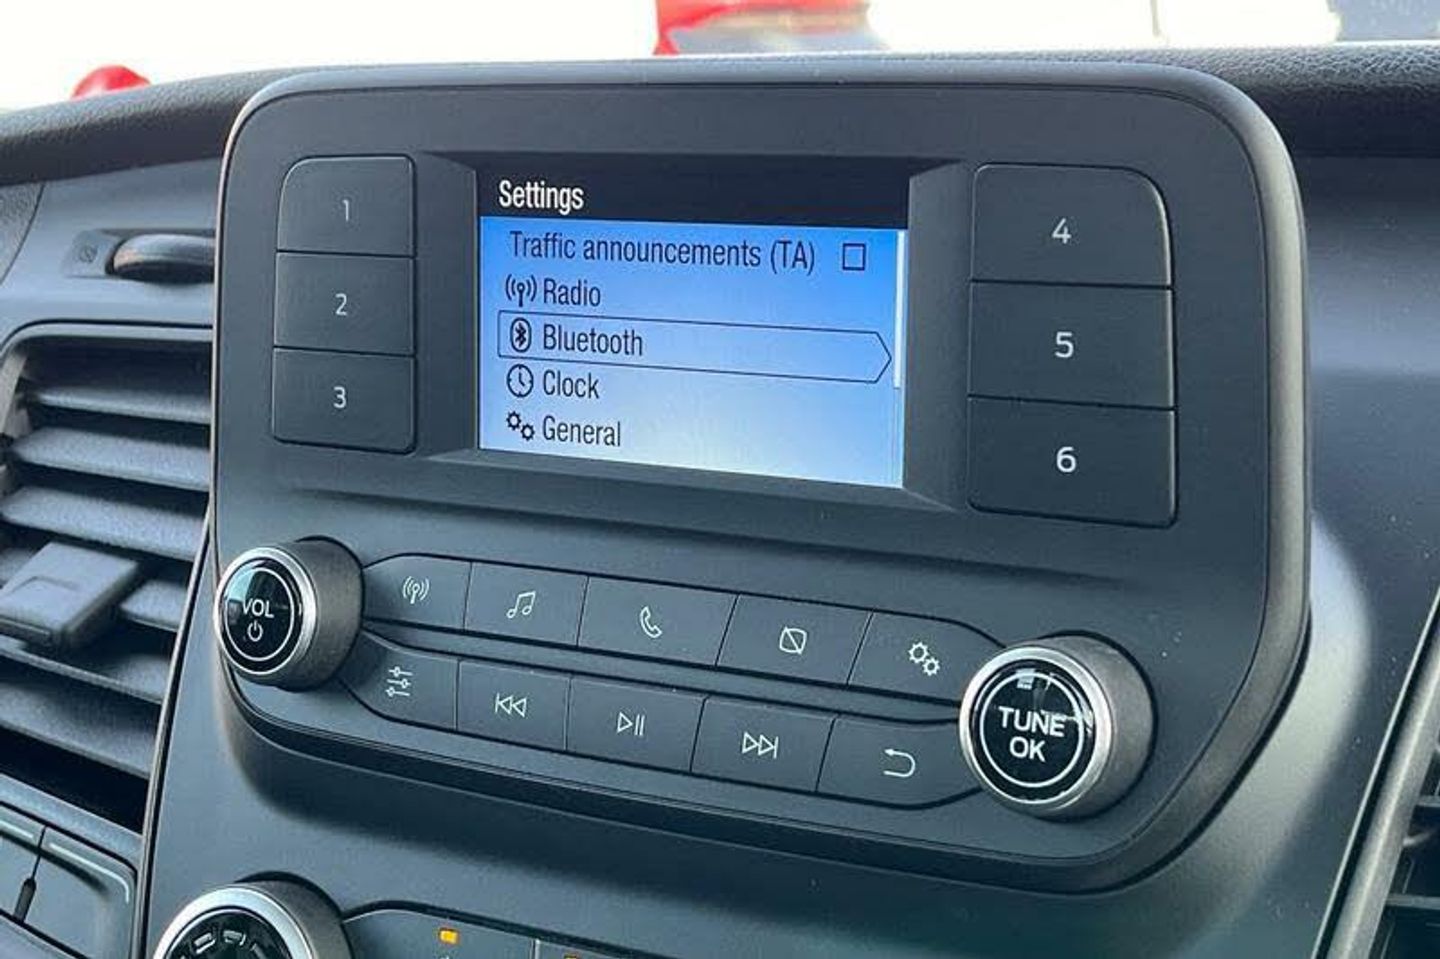 Settings
Traffic announcements (TA)
Radio
Bluetooth
Clock
General
1
2
3
4
5
6
VOL
TUNE
OK